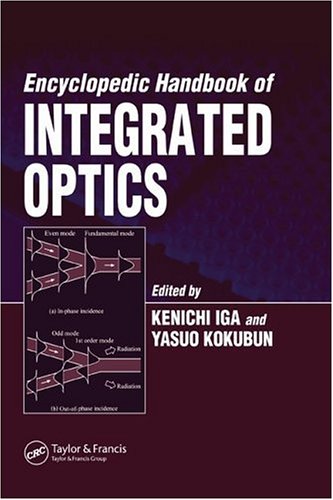 Encyclopedic Handbook of
INTEGRATED
OPTICS
Even mode
Fundamental mode
(a) In-phase incidence
Odd mode
1st order mode
Radiation
Radiation
(b) Out-of-phase incidence
Edited by
KENICHI IGA and
YASUO KOKUBUN
CRC
Taylor & Francis
Taylor & Francis Group